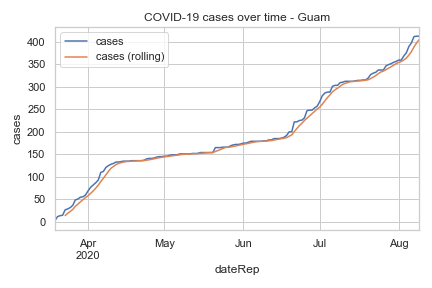 COVID-19 cases over time - Guam
cases
cases (rolling)
400
350
300
250
200
150
100
50
0
cases
Apr
2020
May
Jun
Jul
Aug
dateRep